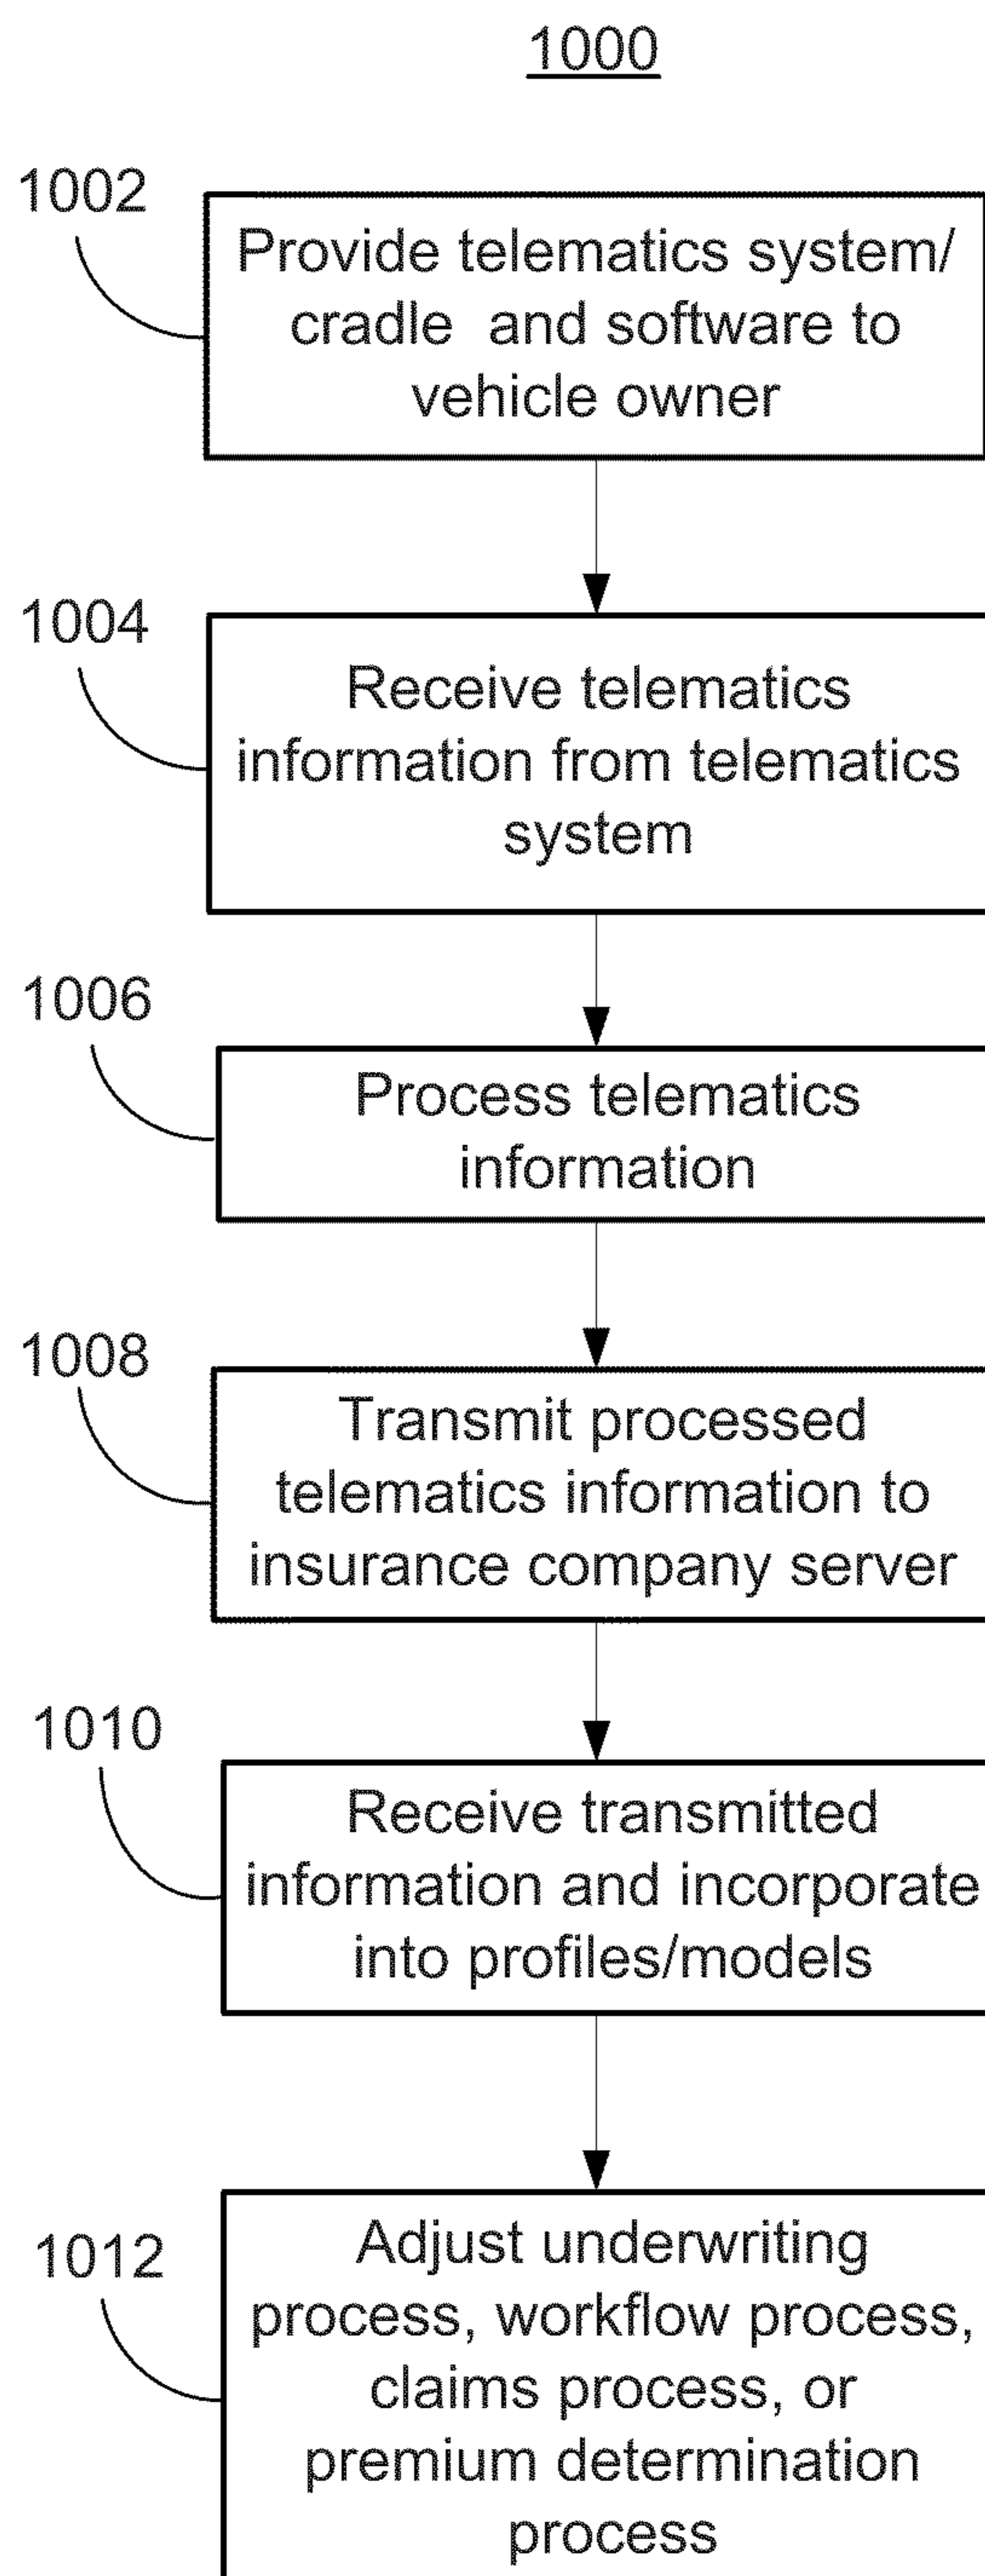 1000
1002
Provide telematics system/
cradle and software to
vehicle owner
1004
Receive telematics
information from telematics
system
1006
Process telematics
information
1008
Transmit processed
telematics information to
insurance company server
1010
Receive transmitted
information and incorporate
into profiles/models
1012
Adjust underwriting
process, workflow process,
claims process, or
premium determination
process